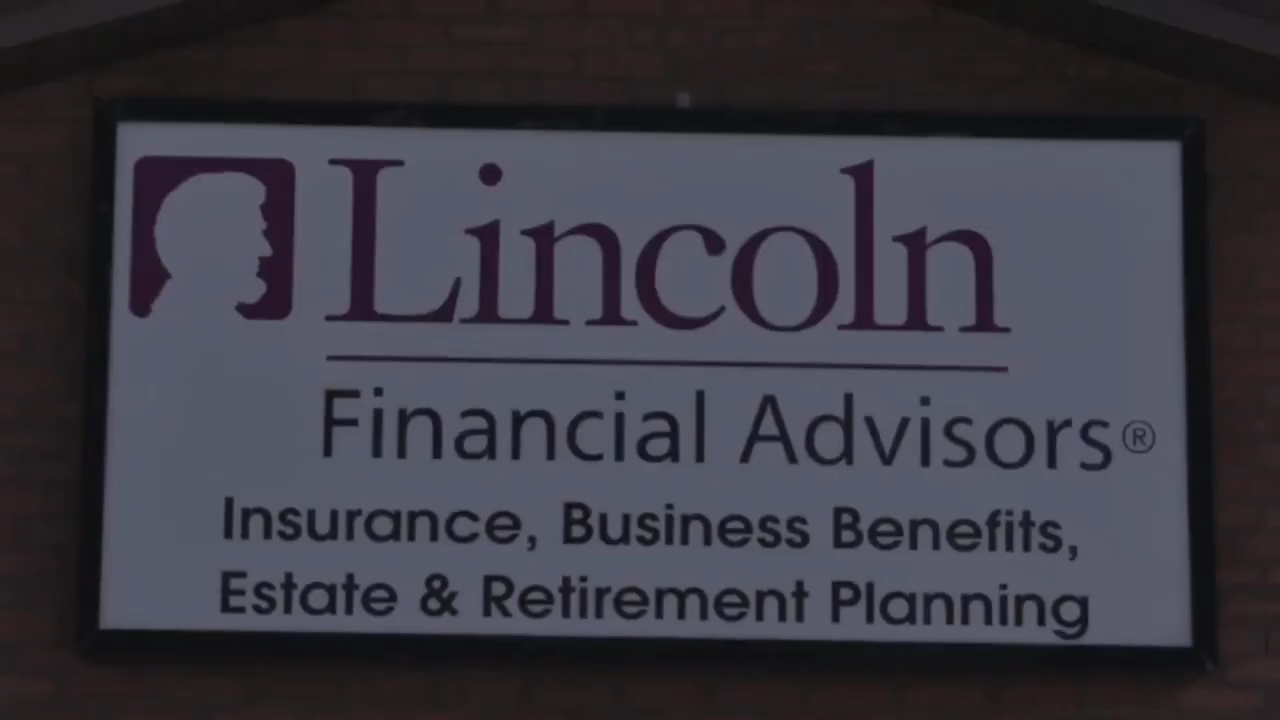 Lincoln
Financial Advisors®
Insurance, Business Benefits,
Estate & Retirement Planning